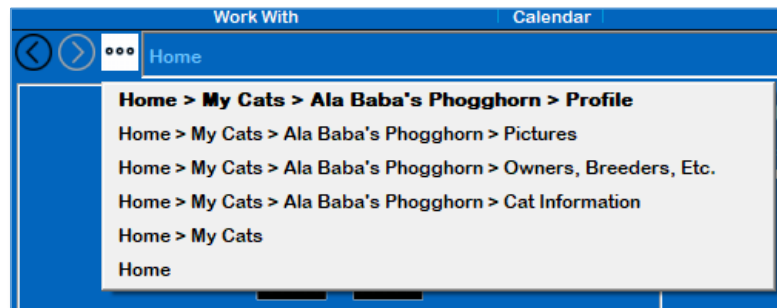 Work With Calendar
Home
Home > My Cats > Ala Baba's Phogghorn > Profile
Home > My Cats > Ala Baba's Phogghorn > Pictures
Home > My Cats > Ala Baba's Phogghorn > Owners, Breeders, Etc.
Home > My Cats > Ala Baba's Phogghorn > Cat Information
Home > My Cats
Home